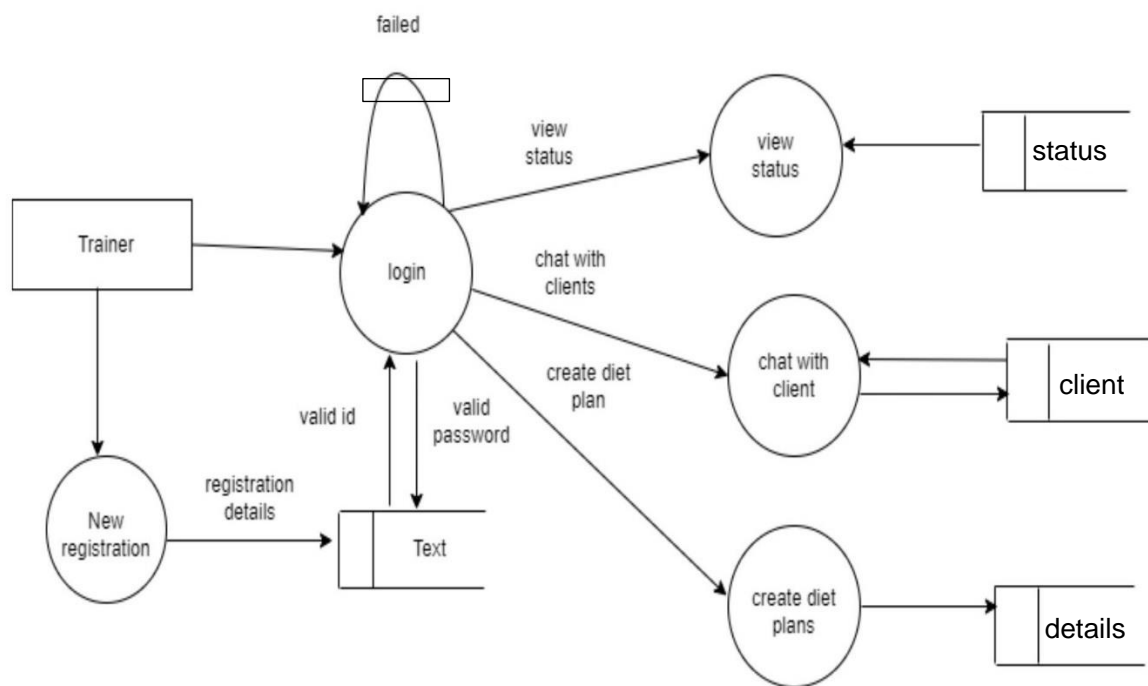 failed
view
status
view
status
status
Trainer
login
chat with
clients
chat with
client
client
create diet
plan
valid id
valid
password
registration
details
New
registration
Text
create diet
plans
details